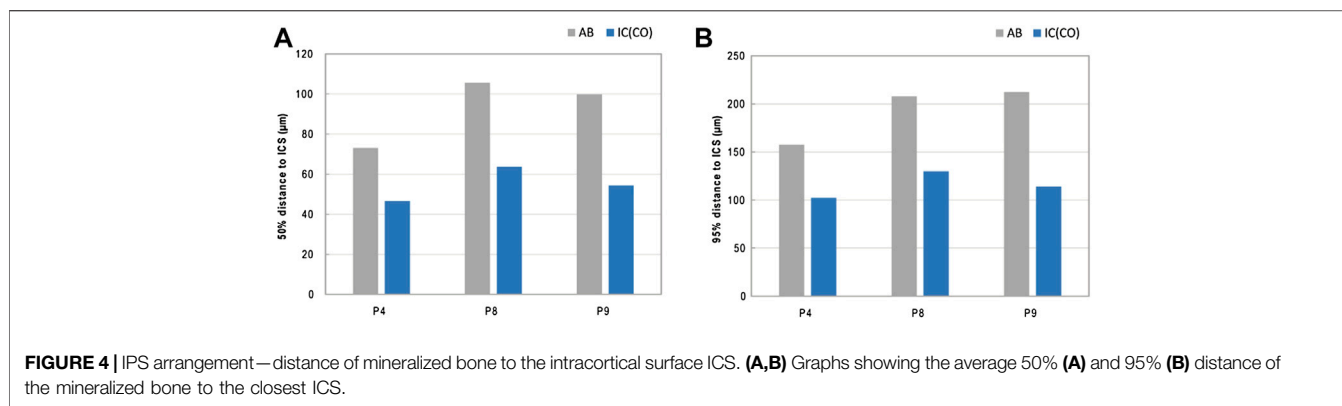 A
AB IC(CO)
50% distance to ICS (µm)
120
100
80
60
40
20
0
P4 P8 P9
B
AB IC(CO)
95% distance to ICS (µm)
250
200
150
100
50
0
P4 P8 P9
FIGURE 4 | IPS arrangement—distance of mineralized bone to the intracortical surface ICS. (A,B) Graphs showing the average 50% (A) and 95% (B) distance of
the mineralized bone to the closest ICS.